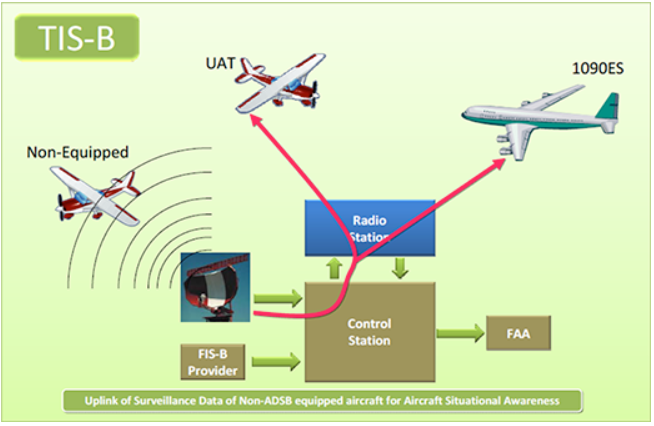 TIS-B
UAT
1090ES
Non-Equipped
Radio
Station
Control
Station
FAA
FIS-B
Provider
Uplink of Surveillance Data of Non-ADSB equipped aircraft for Aircraft Situational Awareness